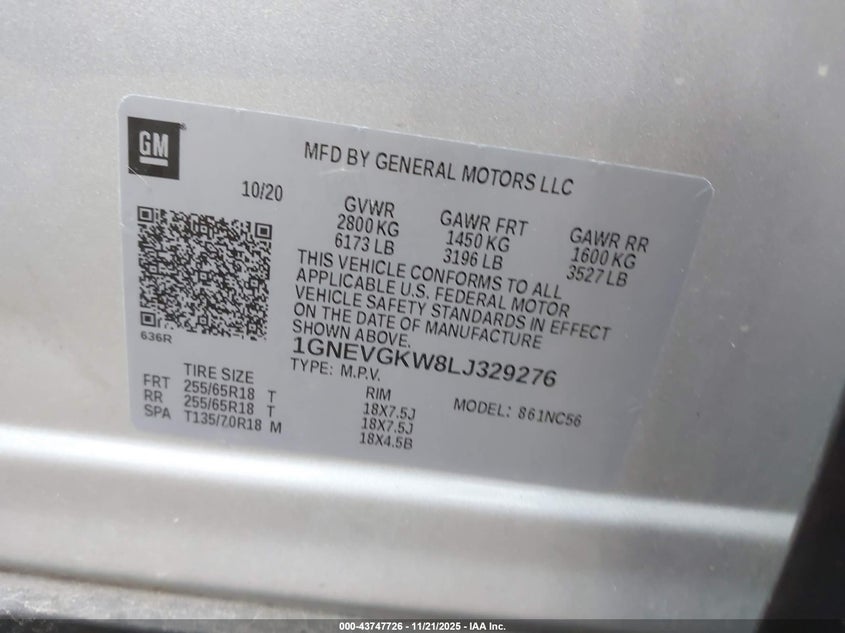 GM
MFD BY GENERAL MOTORS LLC
10/20
GVWR
2800 KG
6173 LB
GAWR FRT
1450 KG
3196 LB
GAWR RR
1600 KG
3527 LB
THIS VEHICLE CONFORMS TO ALL
APPLICABLE U.S. FEDERAL MOTOR
VEHICLE SAFETY STANDARDS IN EFFECT
ON THE DATE OF MANUFACTURE
SHOWN ABOVE.
636R
1GNEVGKW8LJ329276
TYPE: M.P.V.
MODEL: 861NC56
TIRE SIZE RIM
FRT 255/65R18 T 18X7.5J
RR 255/65R18 T 18X7.5J
SPA T135/70R18 M 18X4.5B
000-43747726 - 11/21/2025 - IAA Inc.